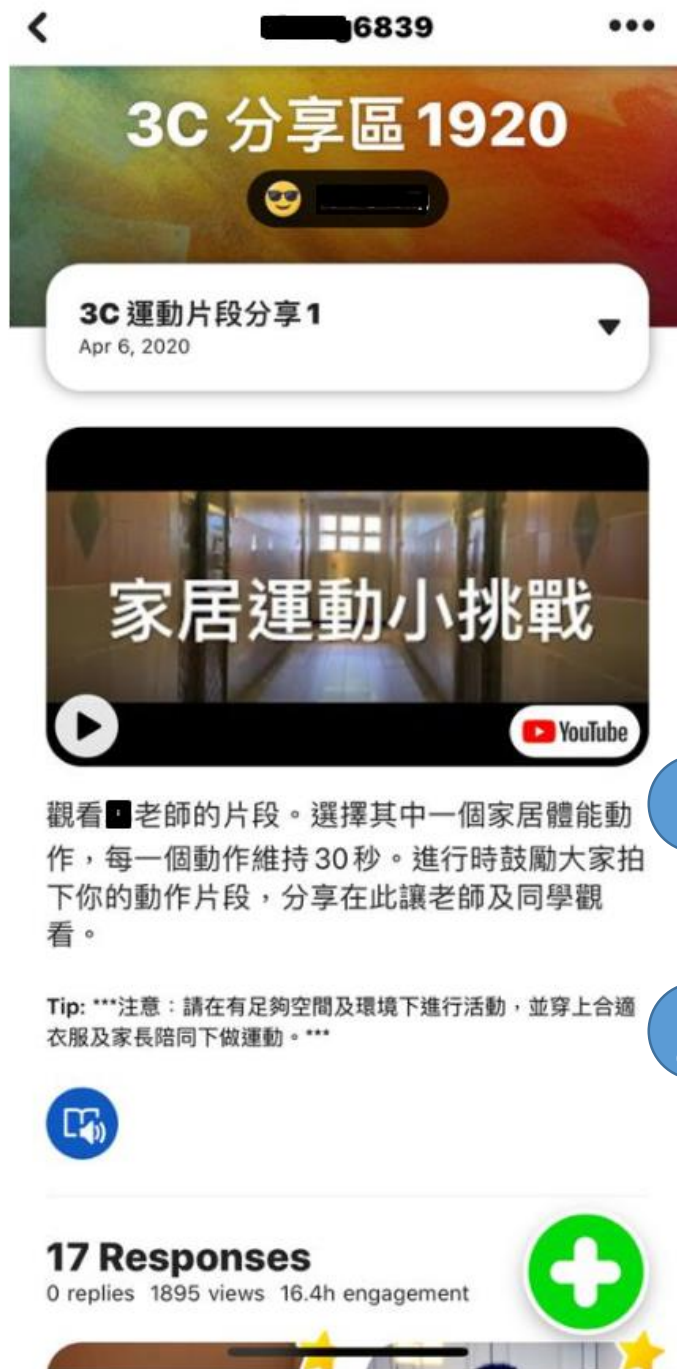 6839
3C 分享區 1920
3C 運動片段分享 1
Apr 6, 2020
家居運動小挑戰
YouTube
觀看老師的片段。選擇其中一個家居體能動
作，每一個動作維持 30 秒。進行時鼓勵大家拍
下你的動作片段，分享在此讓老師及同學觀
看。
Tip: ***注意：請在有足夠空間及環境下進行活動，並穿上合適
衣服及家長陪同下做運動。***
17 Responses
0 replies 1895 views 16.4h engagement